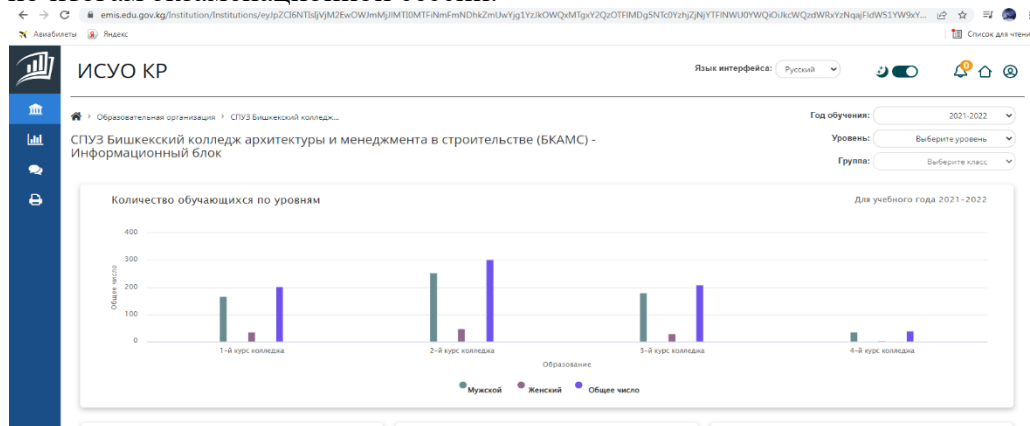 emis.edu.gov.kg/Institution/Institutions/
Авиабилеты Яндекс Список для чтени
ИСУО КР
Язык интерфейса: Русский
0
Образовательная организация > СПУЗ Бишкекский колледж...
Год обучения: 2021-2022
СПУЗ Бишкекский колледж архитектуры и менеджмента в строительстве (БКАМС) -
Информационный блок
Уровень: Выберите уровень
Группа: Выберите класс
Количество обучающихся по уровням
Для учебного года 2021-2022
400
300
200
100
0
Общее число
1-й курс колледжа 2-й курс колледжа 3-й курс колледжа 4-й курс колледжа
Образование
Мужской Женский Общее число